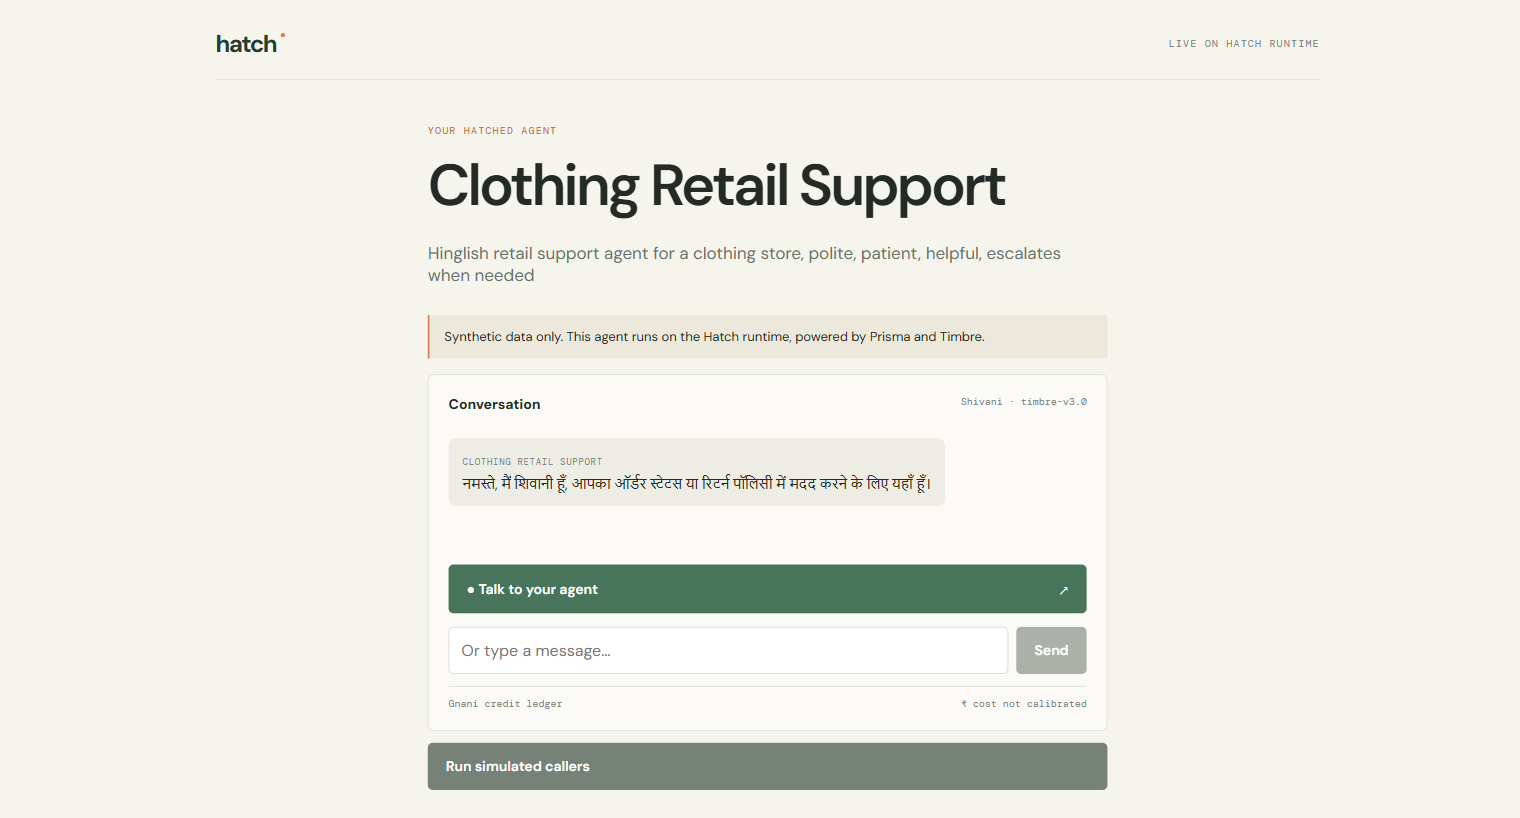 hatch
LIVE ON HATCH RUNTIME
YOUR HATCHED AGENT
Clothing Retail Support
Hinglish retail support agent for a clothing store, polite, patient, helpful, escalates
when needed
Synthetic data only. This agent runs on the Hatch runtime, powered by Prisma and Timbre.
Conversation
Shivani · timbre-v3.0
CLOTHING RETAIL SUPPORT
नमस्ते, मैं शिवानी हूँ, आपका ऑर्डर स्टेटस या रिटर्न पॉलिसी में मदद करने के लिए यहाँ हूँ।
● Talk to your agent ↗
Or type a message...
Send
Gnani credit ledger
₹ cost not calibrated
Run simulated callers